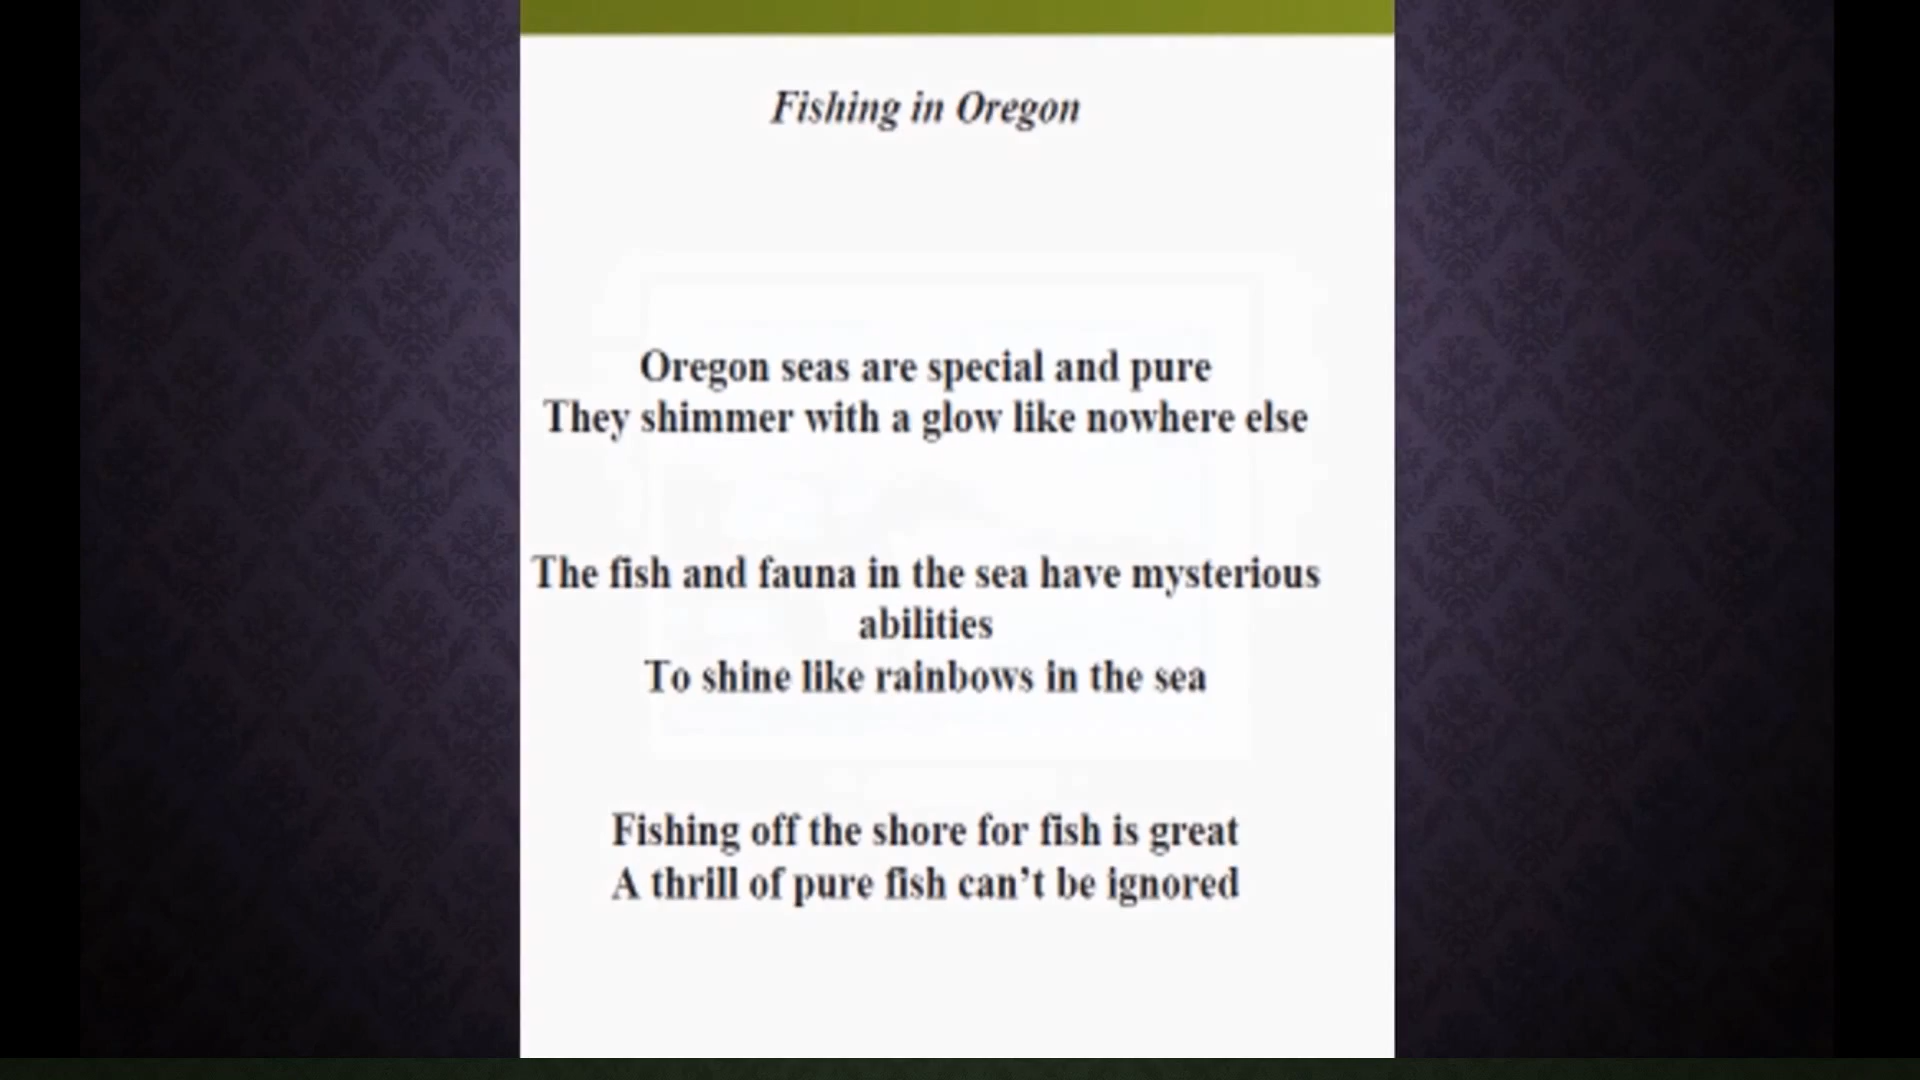 Fishing in Oregon
Oregon seas are special and pure
They shimmer with a glow like nowhere else
The fish and fauna in the sea have mysterious
abilities
To shine like rainbows in the sea
Fishing off the shore for fish is great
A thrill of pure fish can’t be ignored